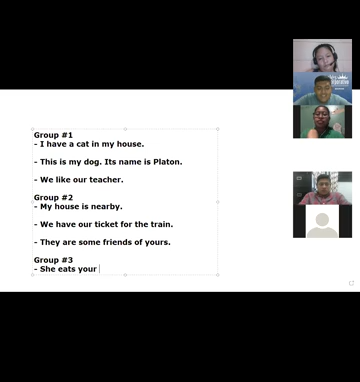 Group #1
- I have a cat in my house.
- This is my dog. Its name is Platon.
- We like our teacher.
Group #2
- My house is nearby.
- We have our ticket for the train.
- They are some friends of yours.
Group #3
- She eats your